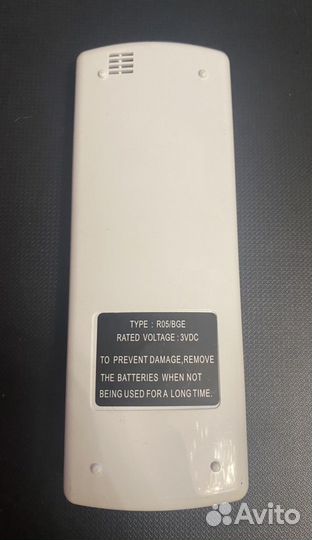 TYPE : R05/BGE
RATED VOLTAGE :3VDC
TO PREVENT DAMAGE,REMOVE
THE BATTERIES WHEN NOT
BEING USED FOR A LONG TIME.
Avito